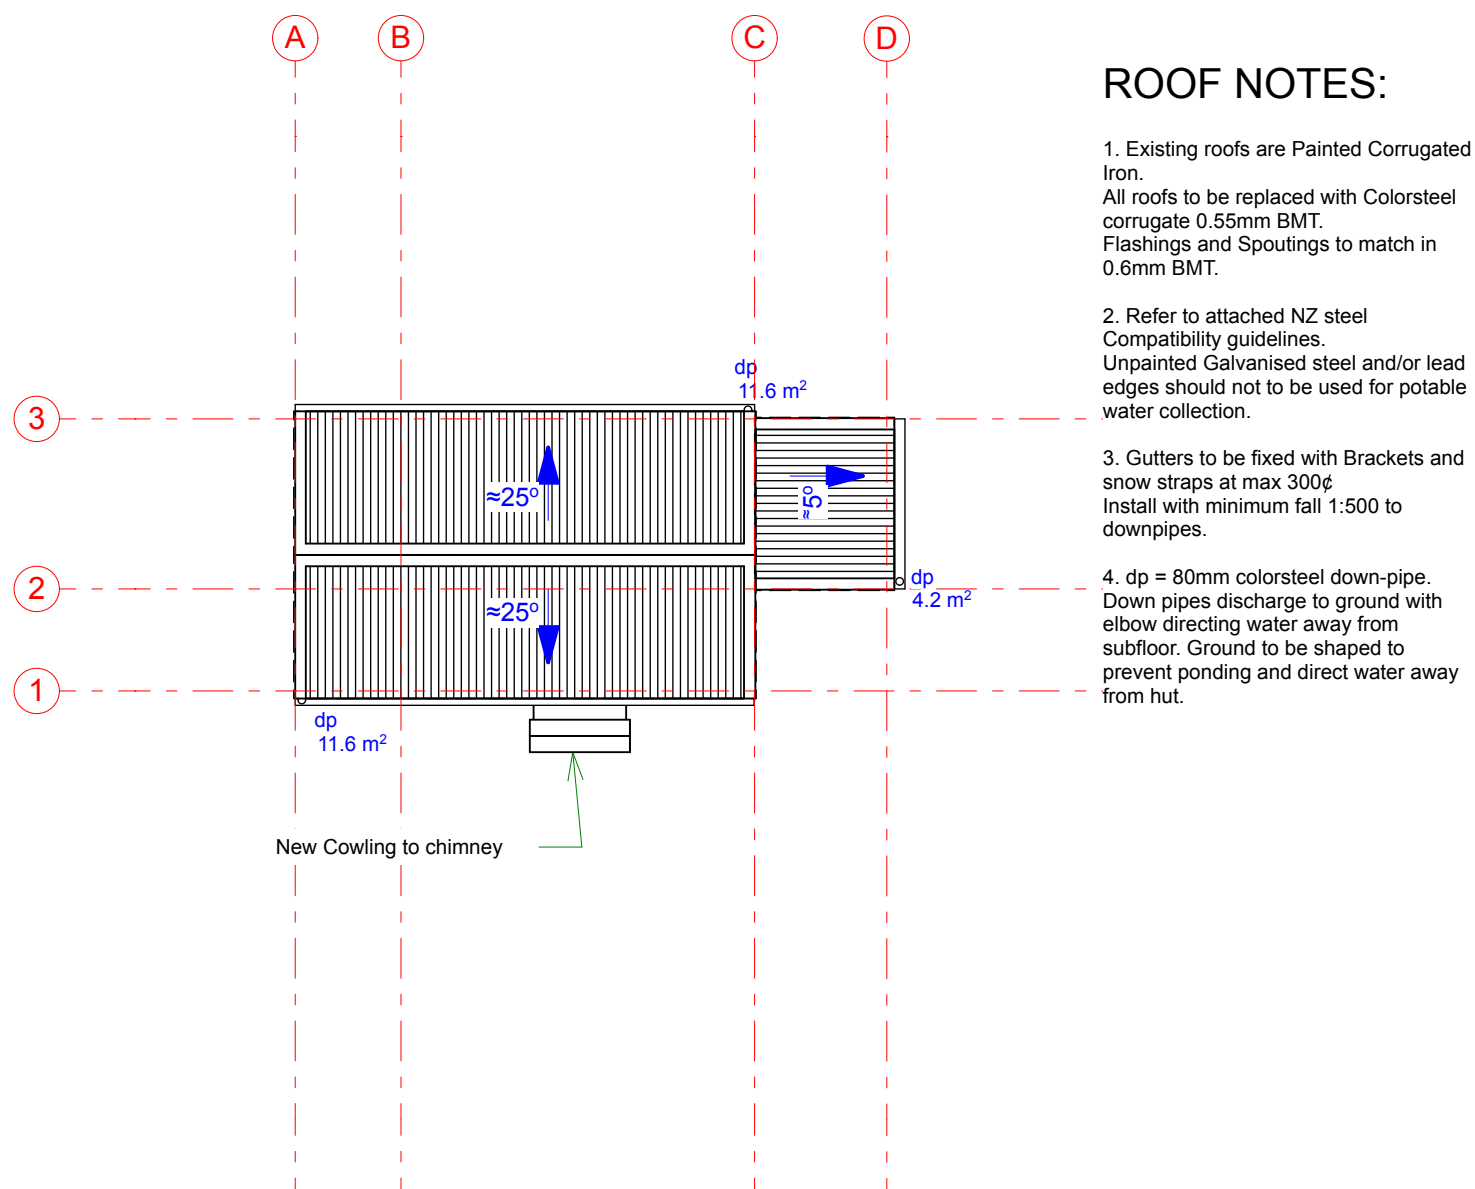 A
B
C
D
ROOF NOTES:
1. Existing roofs are Painted Corrugated
Iron.
All roofs to be replaced with Colorsteel
corrugate 0.55mm BMT.
Flashings and Spoutings to match in
0.6mm BMT.
2. Refer to attached NZ steel
Compatibility guidelines.
Unpainted Galvanised steel and/or lead
edges should not to be used for potable
water collection.
3. Gutters to be fixed with Brackets and
snow straps at max 300¢
Install with minimum fall 1:500 to
downpipes.
4. dp = 80mm colorsteel down-pipe.
Down pipes discharge to ground with
elbow directing water away from
subfloor. Ground to be shaped to
prevent ponding and direct water away
from hut.
dp
11.6 m²
3
≈25º
≈5º
2
≈25º
dp
4.2 m²
1
dp
11.6 m²
New Cowling to chimney